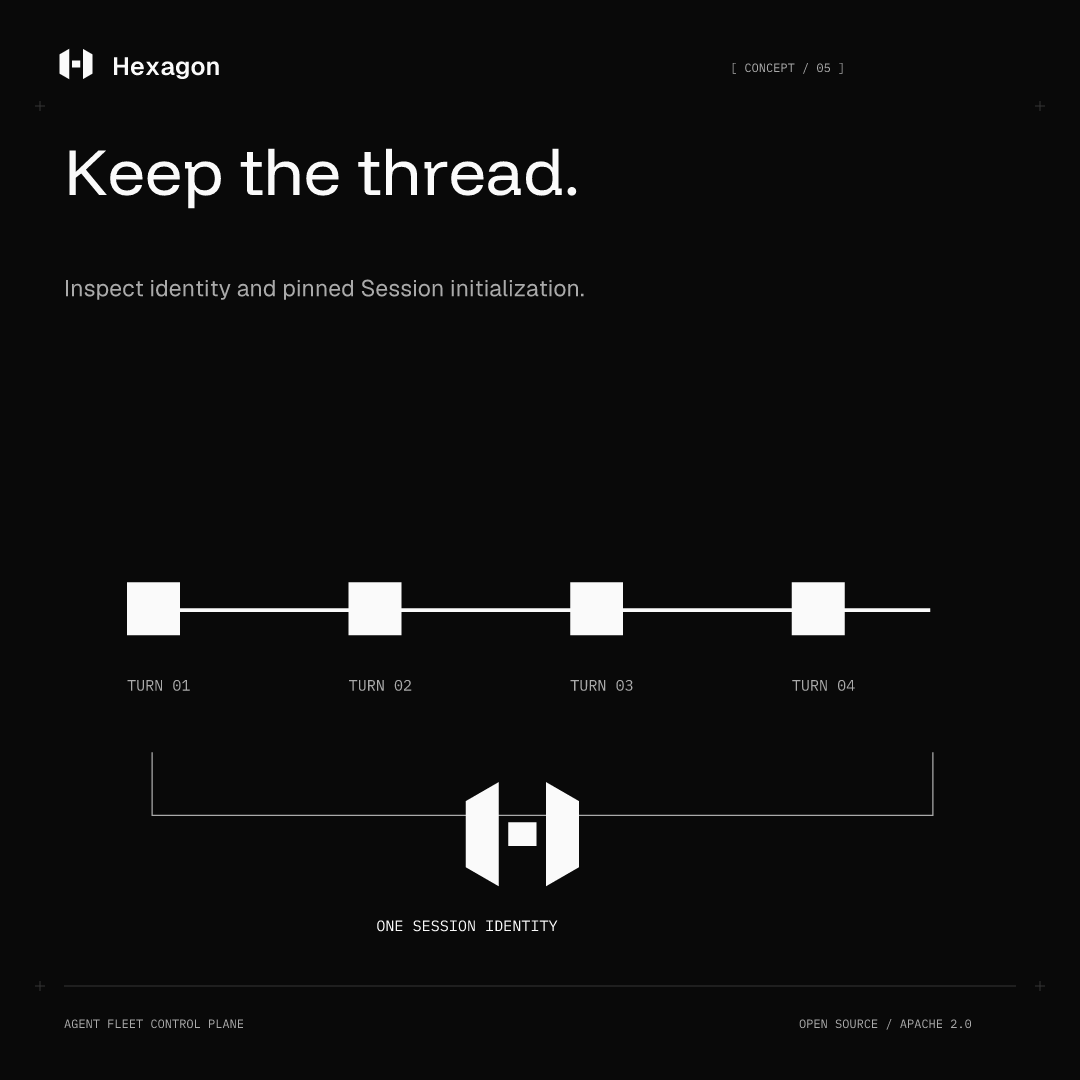 Hexagon
[ CONCEPT / 05 ]
Keep the thread.
Inspect identity and pinned Session initialization.
TURN 01
TURN 02
TURN 03
TURN 04
ONE SESSION IDENTITY
AGENT FLEET CONTROL PLANE
OPEN SOURCE / APACHE 2.0